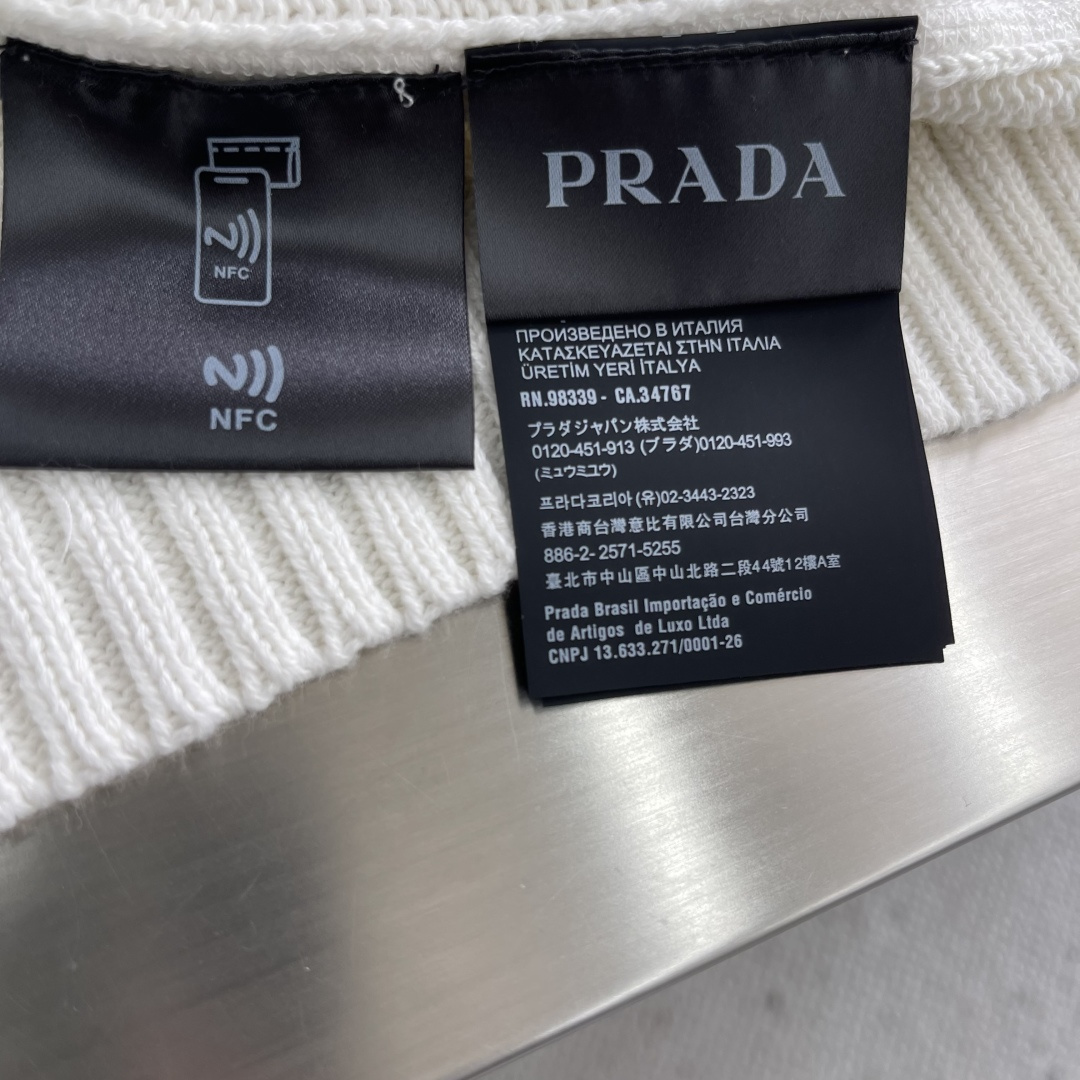 NFC
NFC
PRADA
ПРОИЗВЕДЕНО В ИТАЛИЯ
ΚΑΤΑΣΚΕΥΑΖΕΤΑΙ ΣΤΗΝ ΙΤΑΛΙΑ
ÜRETİM YERİ İTALYA
RN.98339 - CA.34767
プラダジャパン株式会社
0120-451-913 (プラダ)0120-451-993
(ミュウミュウ)
프라다코리아 (유)02-3443-2323
香港商台灣意比有限公司台灣分公司
886-2- 2571-5255
臺北市中山區中山北路二段44號12樓A室
Prada Brasil Importação e Comércio
de Artigos de Luxo Ltda
CNPJ 13.633.271/0001-26